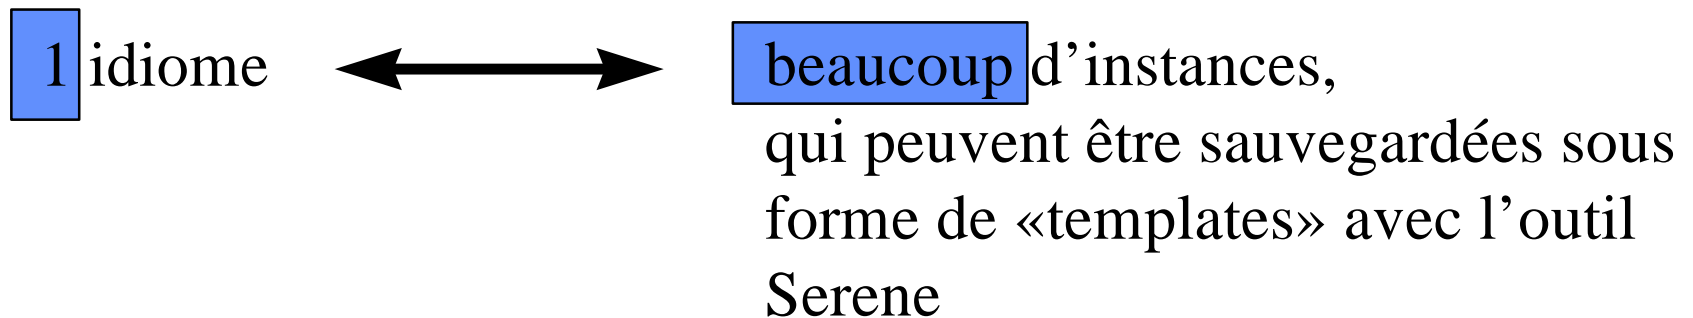 1 idiome
beaucoup d’instances,
qui peuvent être sauvegardées sous
forme de «templates» avec l’outil
Serene